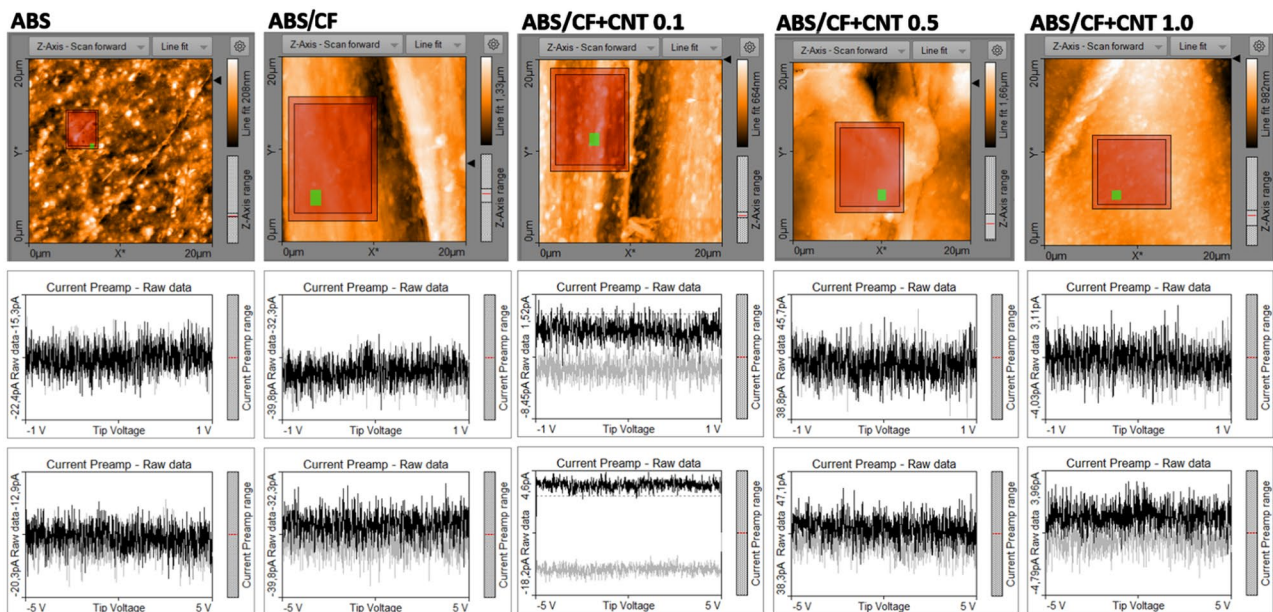 ABS
ABS/CF
ABS/CF+CNT 0.1
ABS/CF+CNT 0.5
ABS/CF+CNT 1.0
Z-Axis - Scan forward
Line fit
20µm
Y*
0µm
0µm
X*
20µm
Line fit 208nm
Z-Axis range
Z-Axis - Scan forward
Line fit
20µm
Y*
0µm
0µm
X*
20µm
Line fit 1,33µm
Z-Axis range
Z-Axis - Scan forward
Line fit
20µm
Y*
0µm
0µm
X*
20µm
Line fit 664nm
Z-Axis range
Z-Axis - Scan forward
Line fit
20µm
Y*
0µm
0µm
X*
20µm
Line fit 1,66µm
Z-Axis range
Z-Axis - Scan forward
Line fit
20µm
Y*
0µm
0µm
X*
20µm
Line fit 982nm
Z-Axis range
Current Preamp - Raw data
-22,4pA Raw data -15,3pA
-1 V
Tip Voltage
1 V
Current Preamp range
Current Preamp - Raw data
-39,8pA Raw data -32,3pA
-1 V
Tip Voltage
1 V
Current Preamp range
Current Preamp - Raw data
-8,45pA Raw data 1,52pA
-1 V
Tip Voltage
1 V
Current Preamp range
Current Preamp - Raw data
38,8pA Raw data 45,7pA
-1 V
Tip Voltage
1 V
Current Preamp range
Current Preamp - Raw data
-4,03pA Raw data 3,11pA
-1 V
Tip Voltage
1 V
Current Preamp range
Current Preamp - Raw data
-20,3pA Raw data -12,9pA
-5 V
Tip Voltage
5 V
Current Preamp range
Current Preamp - Raw data
-39,8pA Raw data -32,3pA
-5 V
Tip Voltage
5 V
Current Preamp range
Current Preamp - Raw data
-18,2pA Raw data 4,6pA
-5 V
Tip Voltage
5 V
Current Preamp range
Current Preamp - Raw data
38,3pA Raw data 47,1pA
-5 V
Tip Voltage
5 V
Current Preamp range
Current Preamp - Raw data
-4,79pA Raw data 3,96pA
-5 V
Tip Voltage
5 V
Current Preamp range